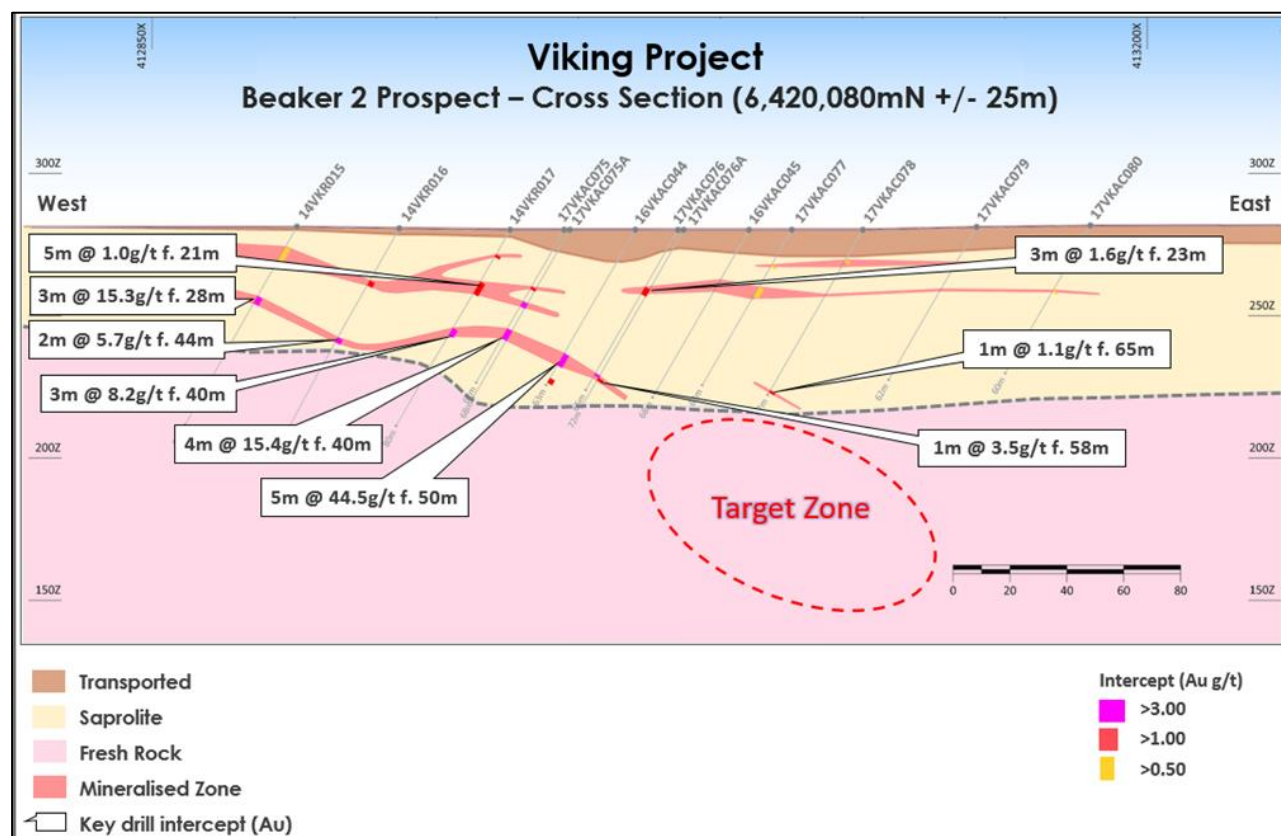 412850X
413200X
Viking Project
Beaker 2 Prospect – Cross Section (6,420,080mN +/- 25m)
300Z
300Z
West
East
14VKR015
14VKR016
14VKR017
17VKAC075
17VKAC075A
16VKAC044
17VKAC076
17VKAC076A
16VKAC045
17VKAC077
17VKAC078
17VKAC079
17VKAC080
5m @ 1.0g/t f. 21m
3m @ 1.6g/t f. 23m
3m @ 15.3g/t f. 28m
250Z
2m @ 5.7g/t f. 44m
1m @ 1.1g/t f. 65m
3m @ 8.2g/t f. 40m
63m
72m
62m
60m
4m @ 15.4g/t f. 40m
1m @ 3.5g/t f. 58m
200Z
200Z
5m @ 44.5g/t f. 50m
Target Zone
150Z
150Z
0 20 40 60 80
Transported
Saprolite
Fresh Rock
Mineralised Zone
Key drill intercept (Au)
Intercept (Au g/t)
>3.00
>1.00
>0.50